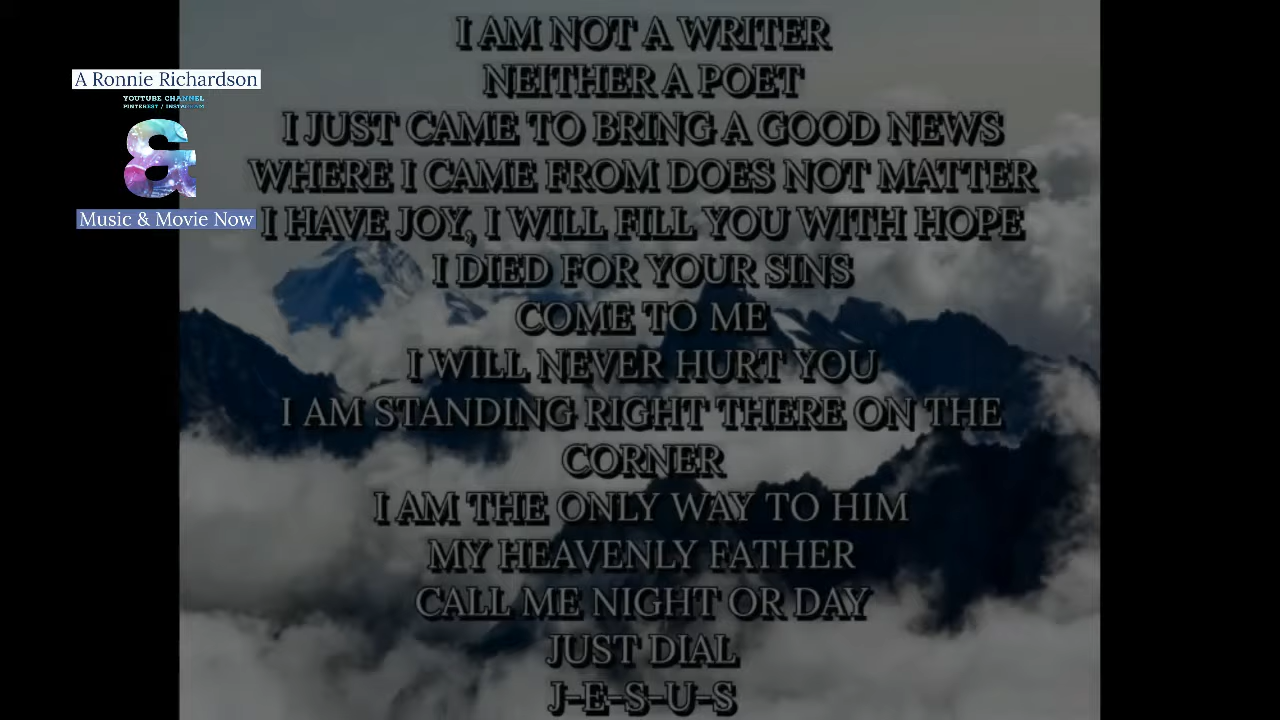 I AM NOT A WRITER
NEITHER A POET
I JUST CAME TO BRING A GOOD NEWS
WHERE I CAME FROM DOES NOT MATTER
I HAVE JOY, I WILL FILL YOU WITH HOPE
I DIED FOR YOUR SINS
COME TO ME
I WILL NEVER HURT YOU
I AM STANDING RIGHT THERE ON THE
CORNER
I AM THE ONLY WAY TO HIM
MY HEAVENLY FATHER
CALL ME NIGHT OR DAY
JUST DIAL
J-E-S-U-S
A Ronnie Richardson
YOUTUBE CHANNEL
PINTEREST / INSTAGRAM
&
Music & Movie Now